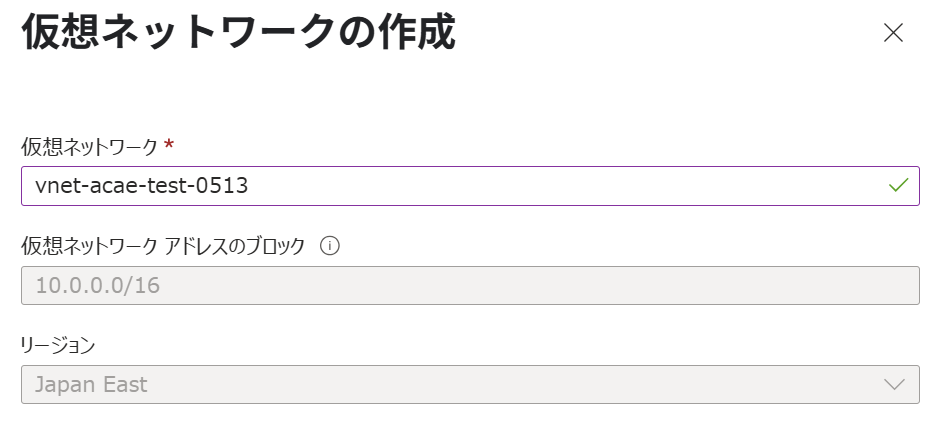 仮想ネットワークの作成
仮想ネットワーク *
vnet-acae-test-0513
仮想ネットワーク アドレスのブロック
10.0.0.0/16
リージョン
Japan East